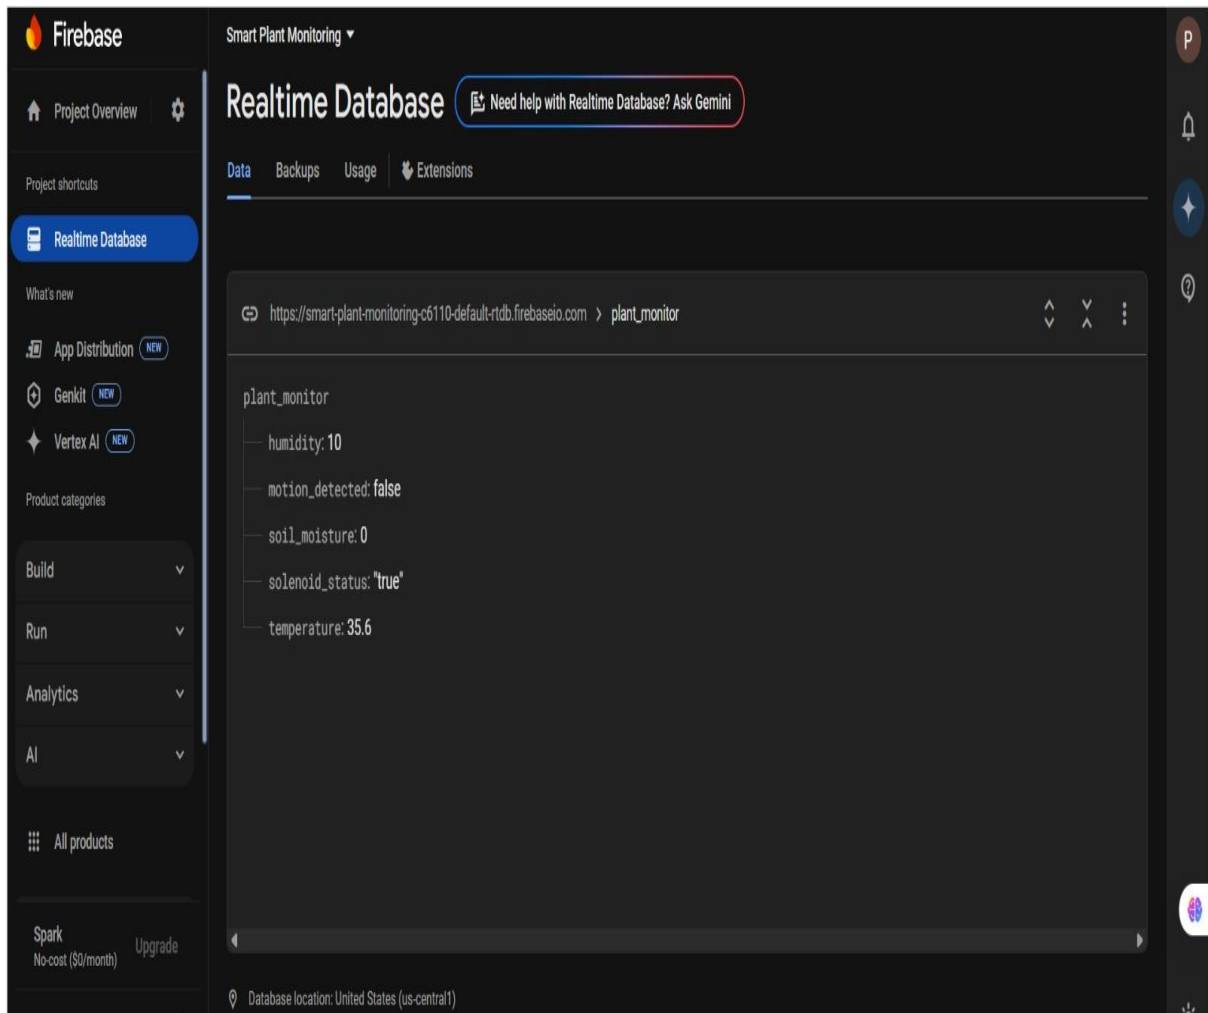 Firebase
Smart Plant Monitoring
P
Project Overview
Realtime Database
Need help with Realtime Database? Ask Gemini
Data Backups Usage Extensions
Project shortcuts
Realtime Database
What's new
App Distribution NEW
Genkit NEW
Vertex AI NEW
Product categories
Build
Run
Analytics
AI
All products
Spark
No-cost ($0/month)
Upgrade
https://smart-plant-monitoring-c6110-default-rtdb.firebaseio.com > plant_monitor
plant_monitor
humidity: 10
motion_detected: false
soil_moisture: 0
solenoid_status: "true"
temperature: 35.6
Database location: United States (us-central1)